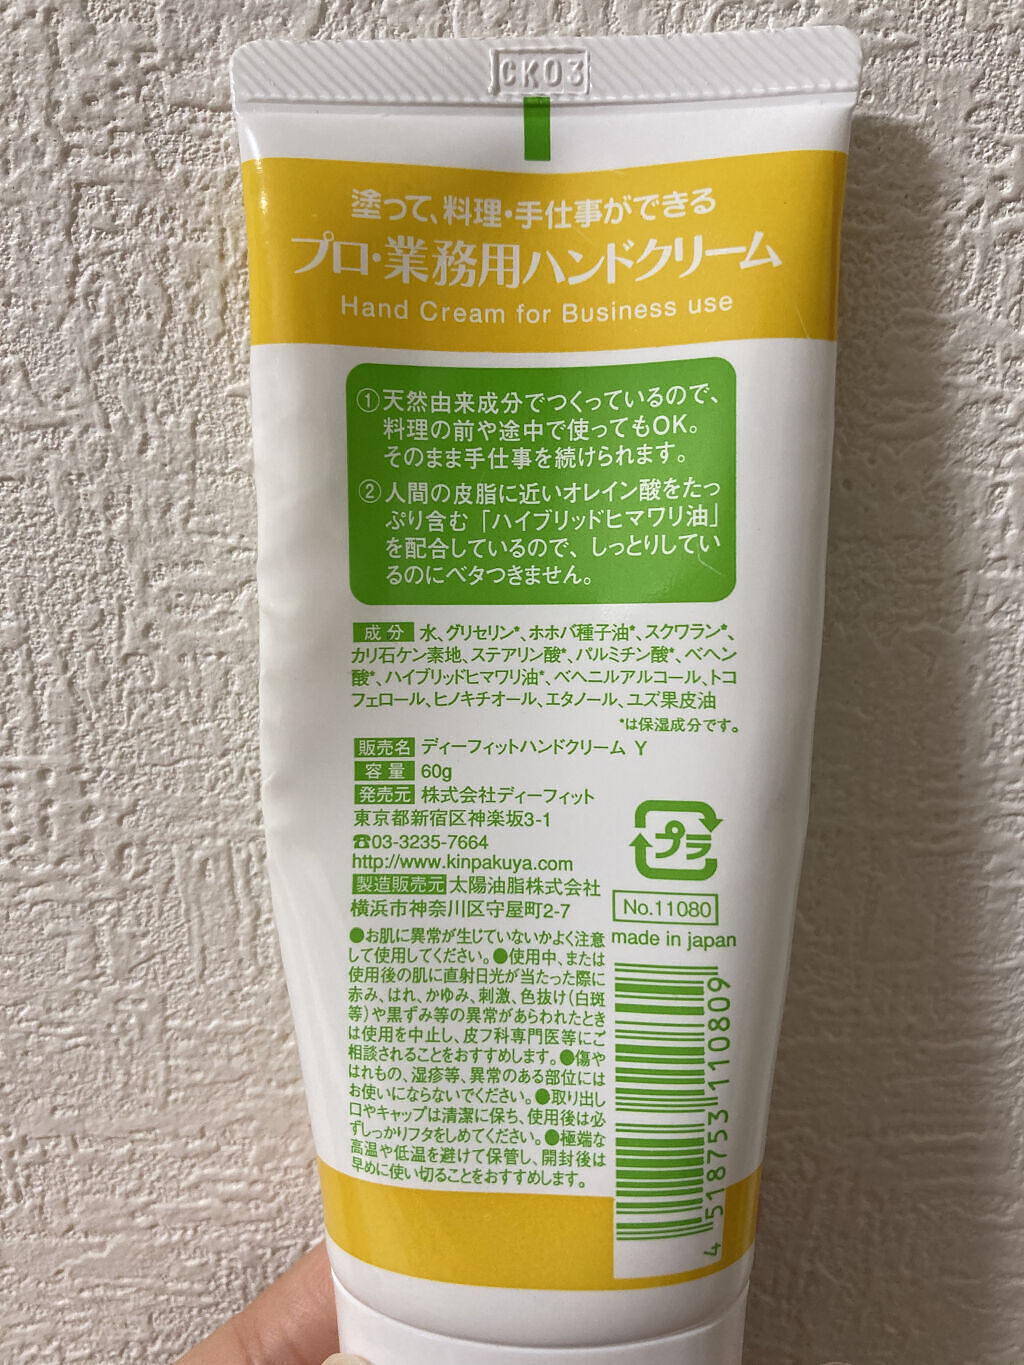 CK03
塗って、料理・手仕事ができる
プロ・業務用ハンドクリーム
Hand Cream for Business use
①天然由来成分でつくっているので、
料理の前や途中で使ってもOK。
そのまま手仕事を続けられます。
②人間の皮脂に近いオレイン酸をたっ
ぷり含む「ハイブリッドヒマワリ油」
を配合しているので、しっとりしてい
るのにベタつきません。
成分 水、グリセリン*、ホホバ種子油*、スクワラン*、
カリ石ケン素地、ステアリン酸*、パルミチン酸*、ベヘン
酸*、ハイブリッドヒマワリ油*、ベヘニルアルコール、トコ
フェロール、ヒノキチオール、エタノール、ユズ果皮油
*は保湿成分です。
販売名 ディーフィットハンドクリーム Y
容量 60g
発売元 株式会社ディーフィット
東京都新宿区神楽坂3-1
☎03-3235-7664
http://www.kinpakuya.com
製造販売元 太陽油脂株式会社
横浜市神奈川区守屋町2-7
プラ
No.11080
made in japan
●お肌に異常が生じていないかよく注意
して使用してください。●使用中、または
使用後の肌に直射日光が当たった際に
赤み、はれ、かゆみ、刺激、色抜け(白斑
等)や黒ずみ等の異常があらわれたとき
は使用を中止し、皮フ科専門医等にご
相談されることをおすすめします。●傷や
はれもの、湿疹等、異常のある部位には
お使いにならないでください。●取り出し
口やキャップは清潔に保ち、使用後は必
ずしっかりフタをしめてください。●極端な
高温や低温を避けて保管し、開封後は
早めに使い切ることをおすすめします。
4 518753 110809